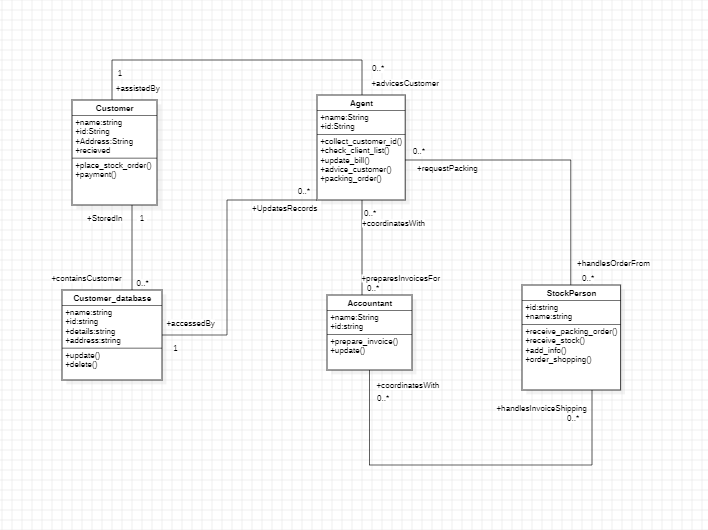 1
0..*
+assistedBy
+advicesCustomer
Customer
+name:string
+id:String
+Address:String
+recieved
+place_stock_order()
+payment()
Agent
+name:String
+id:String
+collect_customer_id()
+check_client_list()
+update_bill()
+advice_customer()
+packing_order()
0..*
+requestPacking
0..*
+UpdatesRecords
+StoredIn
1
0..*
+coordinatesWith
+containsCustomer
0..*
Customer_database
+name:string
+id:string
+details:string
+address:string
+update()
+delete()
+accessedBy
1
+preparesInvoicesFor
0..*
Accountant
+name:String
+id:string
+prepare_invoice()
+update()
+handlesOrderFrom
0..*
StockPerson
+id:string
+name:string
+receive_packing_order()
+receive_stock()
+add_info()
+order_shopping()
+coordinatesWith
0..*
+handlesInvoiceShipping
0..*